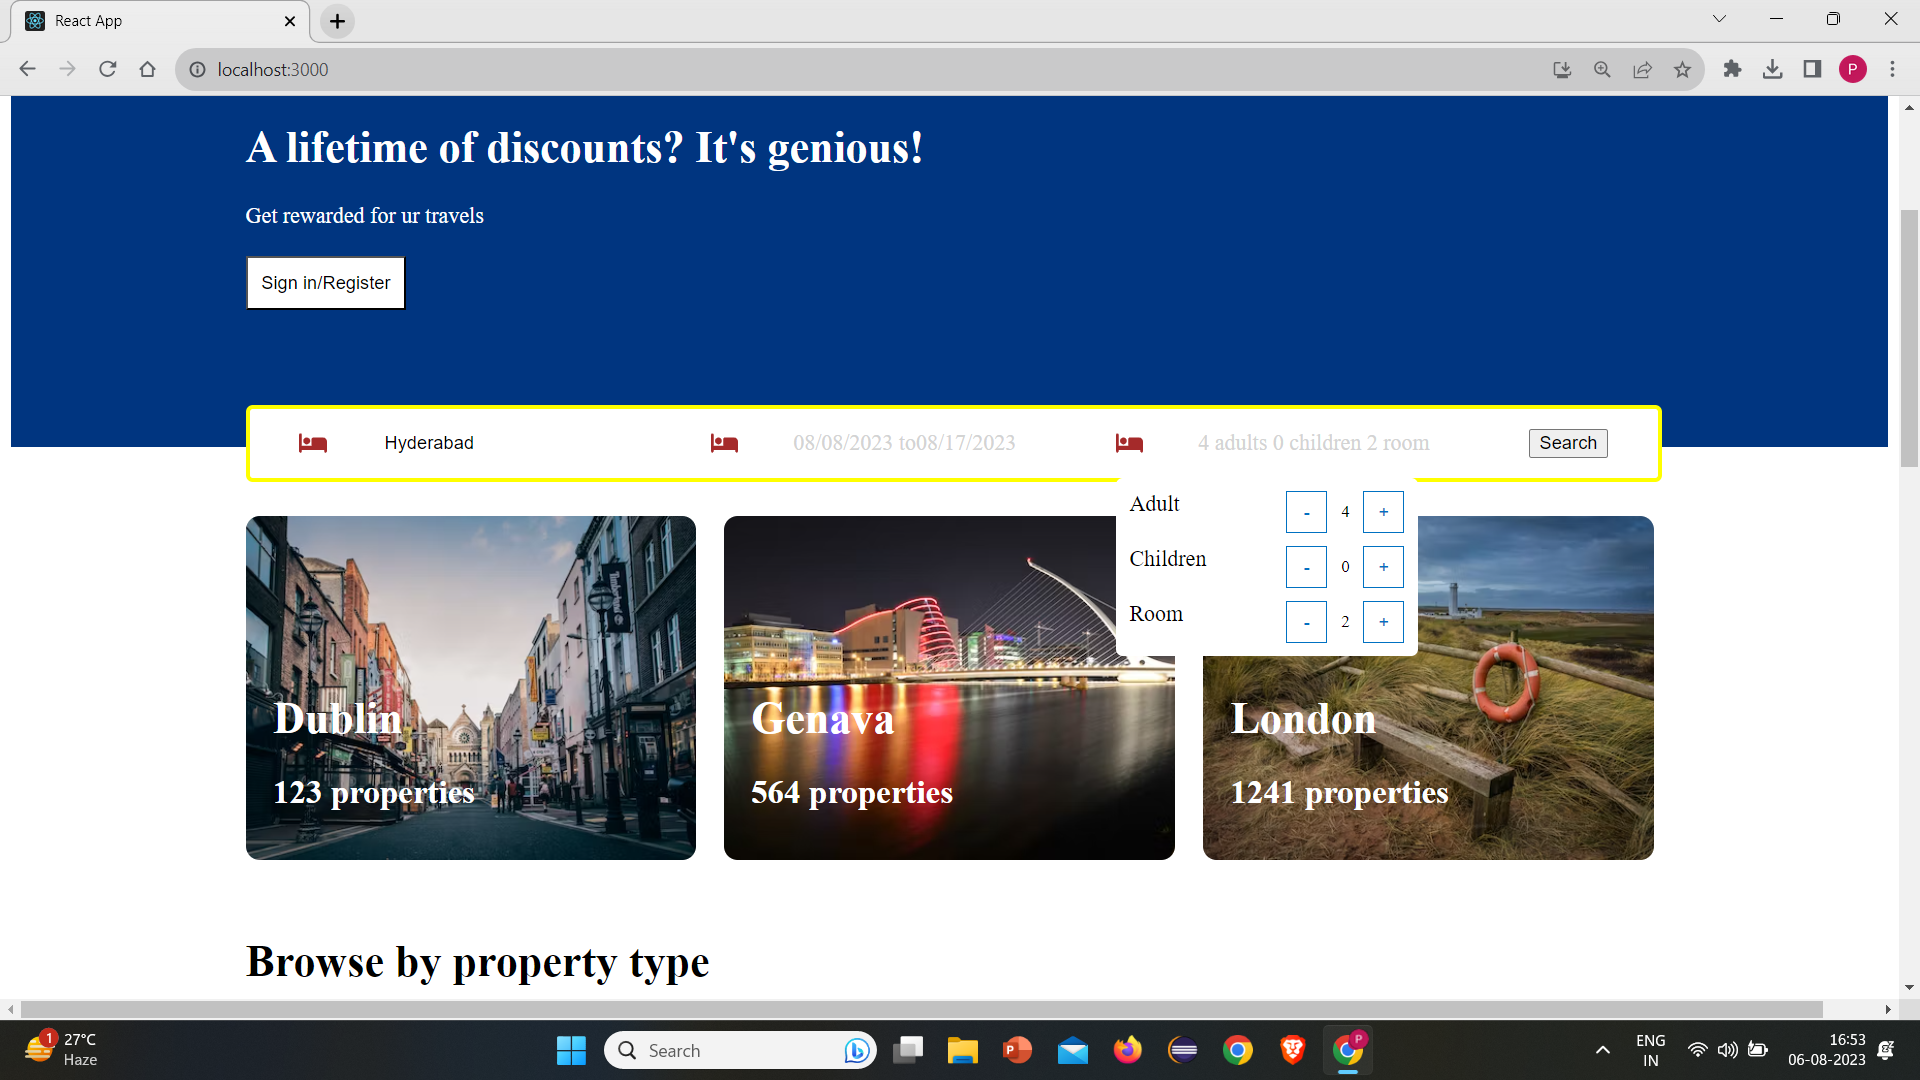 React App
localhost:3000
P
A lifetime of discounts? It's genious!
Get rewarded for ur travels
Sign in/Register
Hyderabad
08/08/2023 to08/17/2023
4 adults 0 children 2 room
Search
Adult - 4 +
Children - 0 +
Room - 2 +
Dublin
123 properties
Genava
564 properties
London
1241 properties
Browse by property type
1
27°C
Haze
Search
P
P
ENG
IN
16:53
06-08-2023